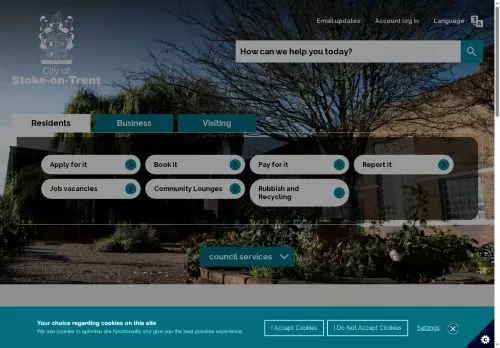 Email updates
Account log in
Language
City of
Stoke-on-Trent
How can we help you today?
Residents
Business
Visiting
Apply for it
Book it
Pay for it
Report it
Job vacancies
Community Lounges
Rubbish and
Recycling
council services
Your choice regarding cookies on this site
We use cookies to optimise site functionality and give you the best possible experience.
I Accept Cookies
I Do Not Accept Cookies
Settings